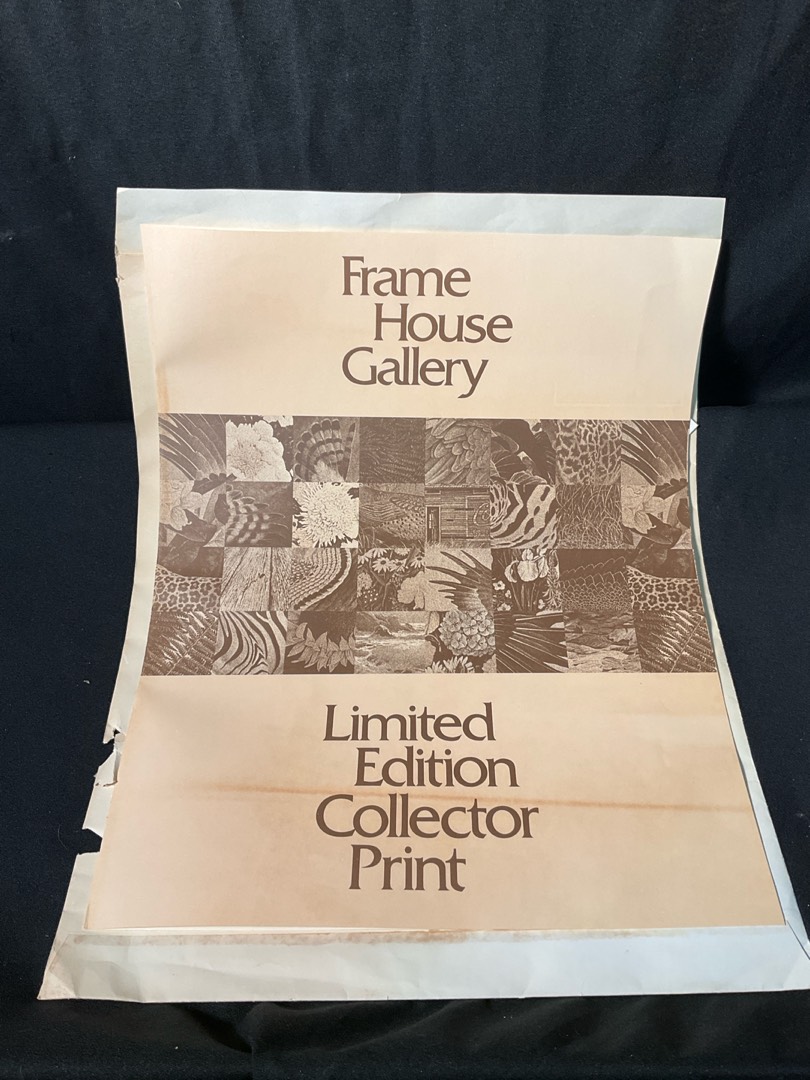 Frame
House
Gallery
Limited
Edition
Collector
Print